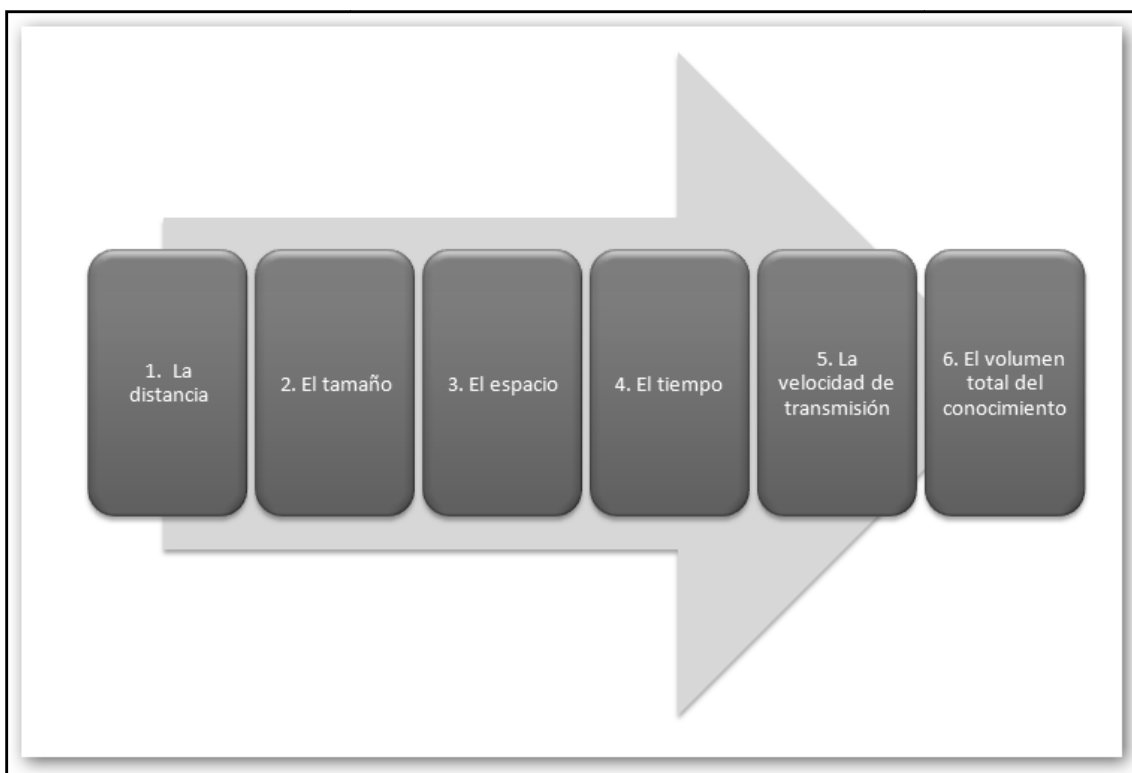 1. La
distancia
2. El tamaño
3. El espacio
4. El tiempo
5. La
velocidad de
transmisión
6. El volumen
total del
conocimiento